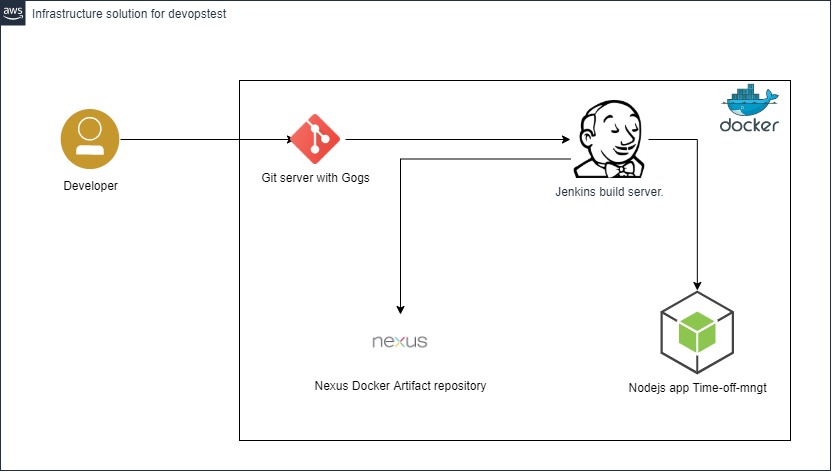 aws
Infrastructure solution for devopstest
docker
Developer
Git server with Gogs
Jenkins build server.
nexus
Nexus Docker Artifact repository
Nodejs app Time-off-mngt